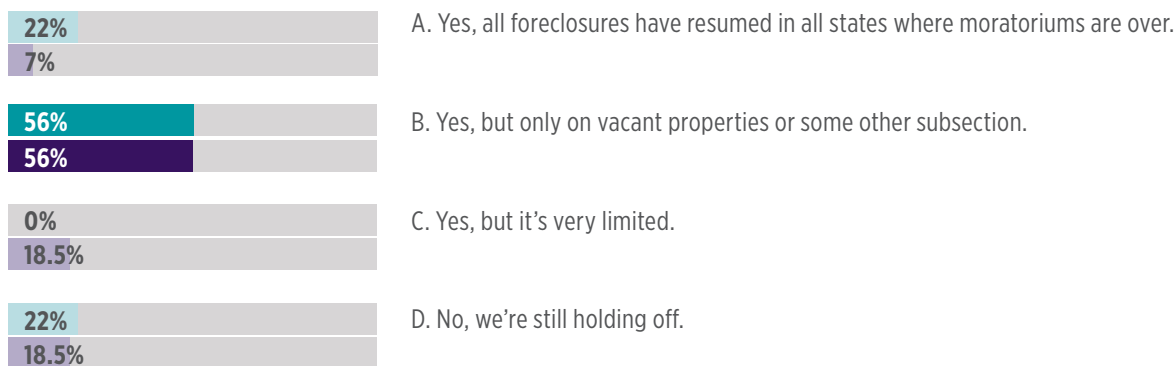 22%
A. Yes, all foreclosures have resumed in all states where moratoriums are over.
7%
56%
B. Yes, but only on vacant properties or some other subsection.
56%
0%
C. Yes, but it’s very limited.
18.5%
22%
D. No, we’re still holding off.
18.5%